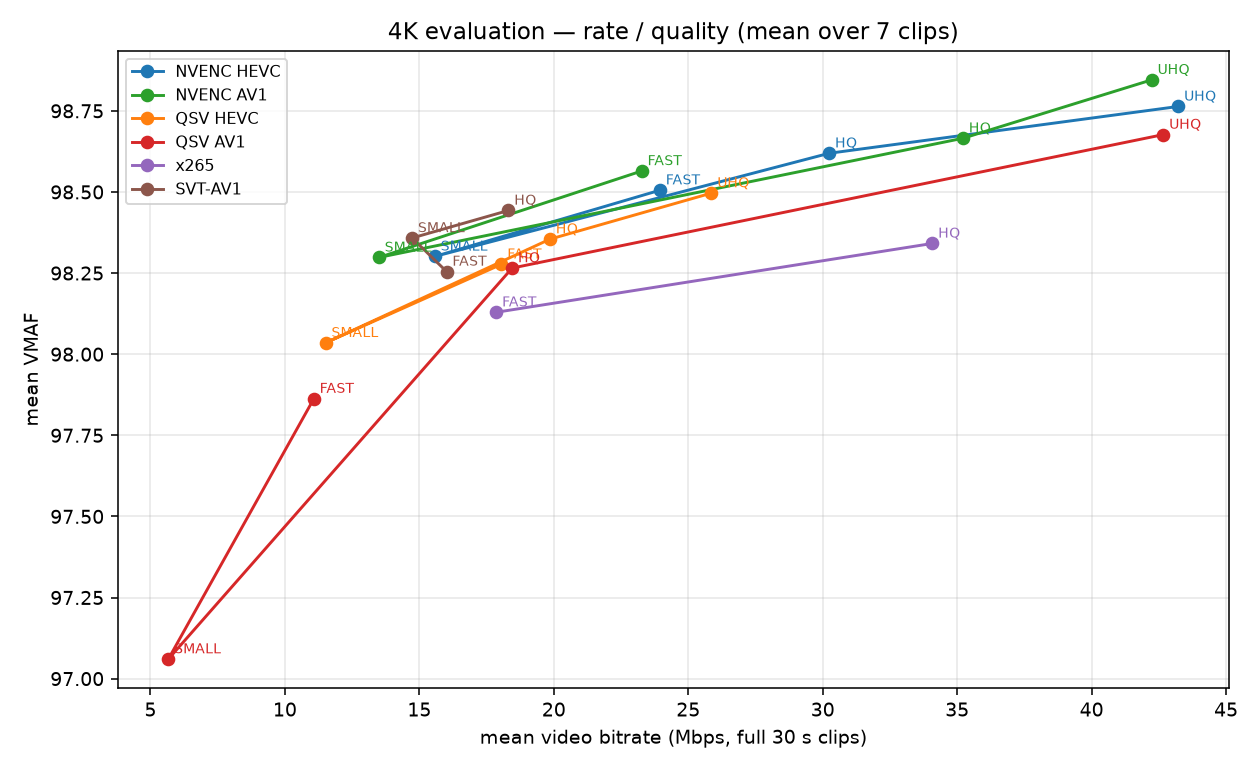 4K evaluation — rate / quality (mean over 7 clips)
NVENC HEVC
NVENC AV1
QSV HEVC
QSV AV1
x265
SVT-AV1
UHQ
UHQ
UHQ
HQ
HQ
FAST
FAST
UHQ
HQ
SMALL
HQ
HQ
SMALL
SMALL
FAST
FAST
HQ
FAST
SMALL
FAST
SMALL
98.75
98.50
98.25
98.00
97.75
97.50
97.25
97.00
mean VMAF
5 10 15 20 25 30 35 40 45
mean video bitrate (Mbps, full 30 s clips)